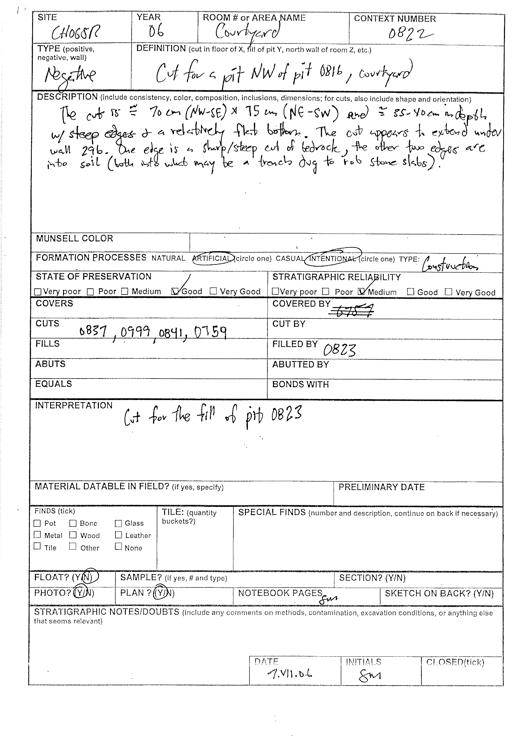 SITE YEAR ROOM # or AREA NAME CONTEXT NUMBER
CH06SR 06 Courtyard 0822
TYPE (positive, negative, wall) DEFINITION (cut in floor of X, fill of pit Y, north wall of room Z, etc.)
Negative Cut for a pit NW of pit 0816, courtyard
DESCRIPTION (include consistency, color, composition, inclusions, dimensions; for cuts, also include shape and orientation)
The cut is ≅ 70 cm (NW-SE) x 75 cm (NE-SW) and ≅ 35-40 cm in depth
w/ steep edges & a relatively flat bottom. The cut appears to extend under
wall 296. One edge is a sharp/steep cut of bedrock, the other two edges are
into soil (both into what may be a trench dug to rob stone slabs).
MUNSELL COLOR
FORMATION PROCESSES NATURAL ARTIFICIAL (circle one) CASUAL INTENTIONAL (circle one) TYPE: Construction
STATE OF PRESERVATION STRATIGRAPHIC RELIABILITY
Very poor Poor Medium Good Very Good Very poor Poor Medium Good Very Good
COVERS COVERED BY
CUTS 0837, 0999, 0841, 0759 CUT BY
FILLS FILLED BY 0823
ABUTS ABUTTED BY
EQUALS BONDS WITH
INTERPRETATION Cut for the fill of pit 0823
MATERIAL DATABLE IN FIELD? (if yes, specify) PRELIMINARY DATE
FINDS (tick) TILE: (quantity buckets?) SPECIAL FINDS (number and description, continue on back if necessary)
Pot Bone Glass
Metal Wood Leather
Tile Other None
FLOAT? (Y/N) SAMPLE? (if yes, # and type) SECTION? (Y/N)
PHOTO? (Y/N) PLAN ? (Y/N) NOTEBOOK PAGES SKETCH ON BACK? (Y/N)
STRATIGRAPHIC NOTES/DOUBTS (include any comments on methods, contamination, excavation conditions, or anything else
that seems relevant)
DATE INITIALS CLOSED(tick)
7.VII.06